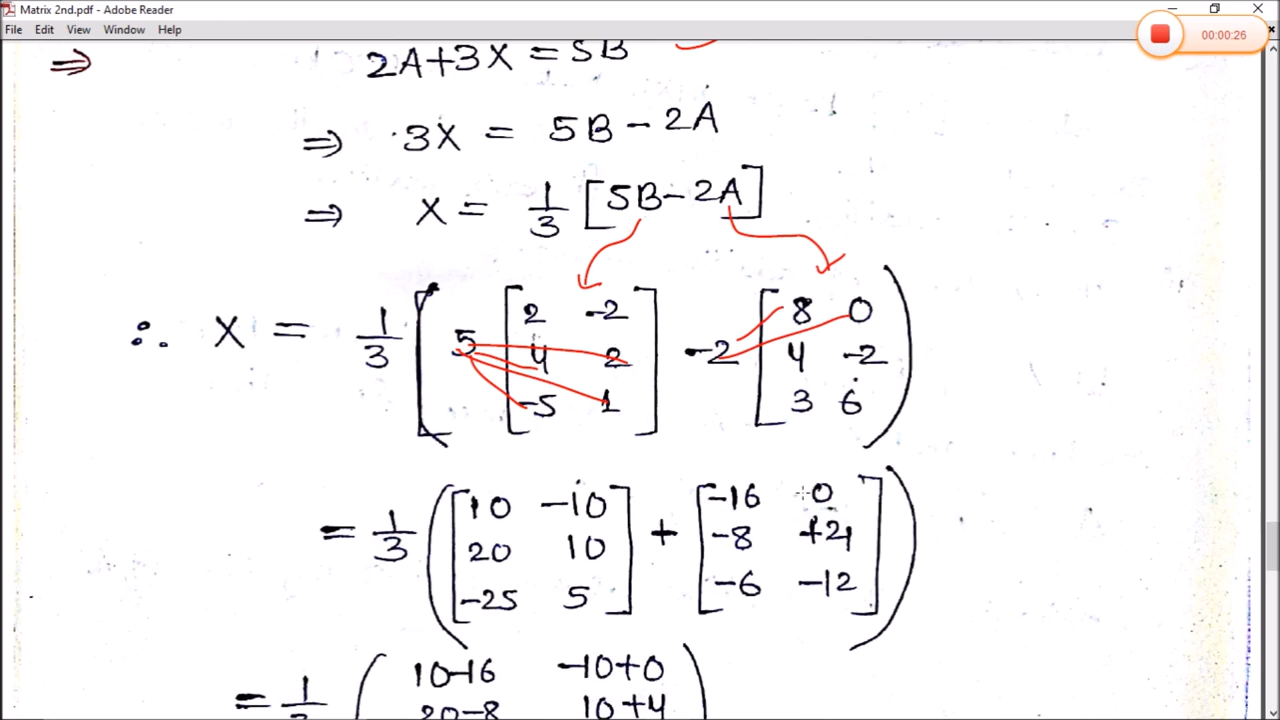 Matrix 2nd.pdf - Adobe Reader
File Edit View Window Help
00:00:26
⇒ 2A+3X = 5B
⇒ 3X = 5B - 2A
⇒ X = 1/3 [5B - 2A]
∴ X = 1/3 ( 5 [2 -2; 4 2; -5 1] -2 [8 0; 4 -2; 3 6] )
= 1/3 ( [10 -10; 20 10; -25 5] + [-16 0; -8 +4; -6 -12] )
= 1/3 ( 10-16 -10+0
20-8 10+4